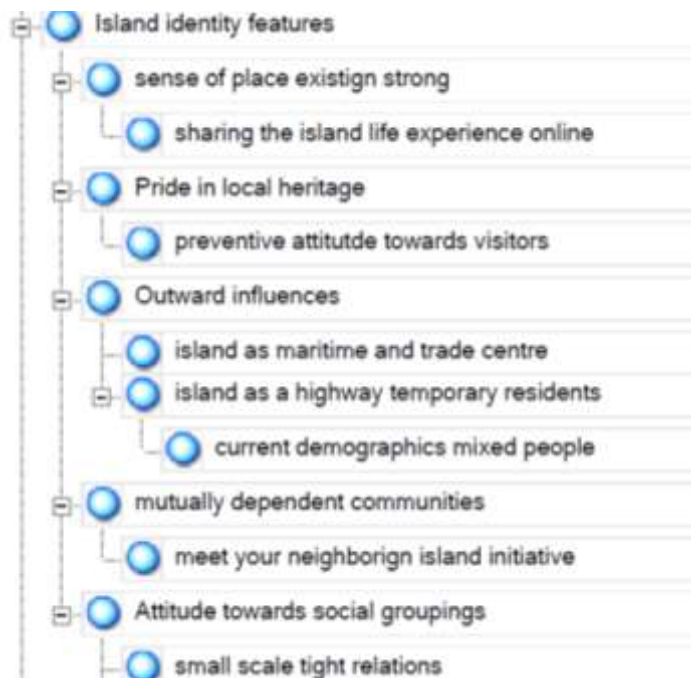 Island identity features
sense of place existign strong
sharing the island life experience online
Pride in local heritage
preventive attitutde towards visitors
Outward influences
island as maritime and trade centre
island as a highway temporary residents
current demographics mixed people
mutually dependent communities
meet your neighborign island initiative
Attitude towards social groupings
small scale tight relations